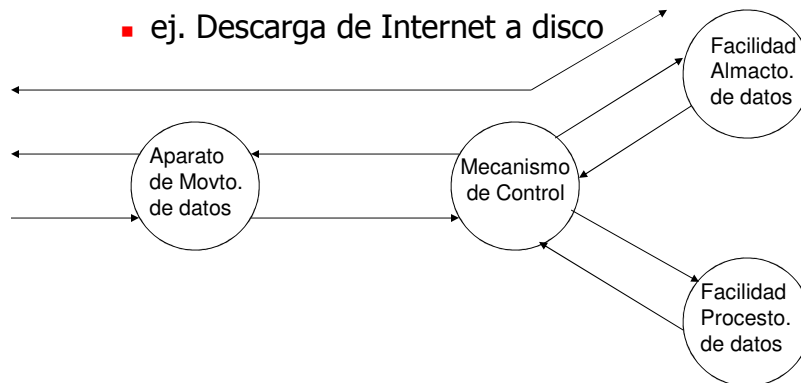 ej. Descarga de Internet a disco
Facilidad
Almacto.
de datos
Aparato
de Movto.
de datos
Mecanismo
de Control
Facilidad
Procesto.
de datos